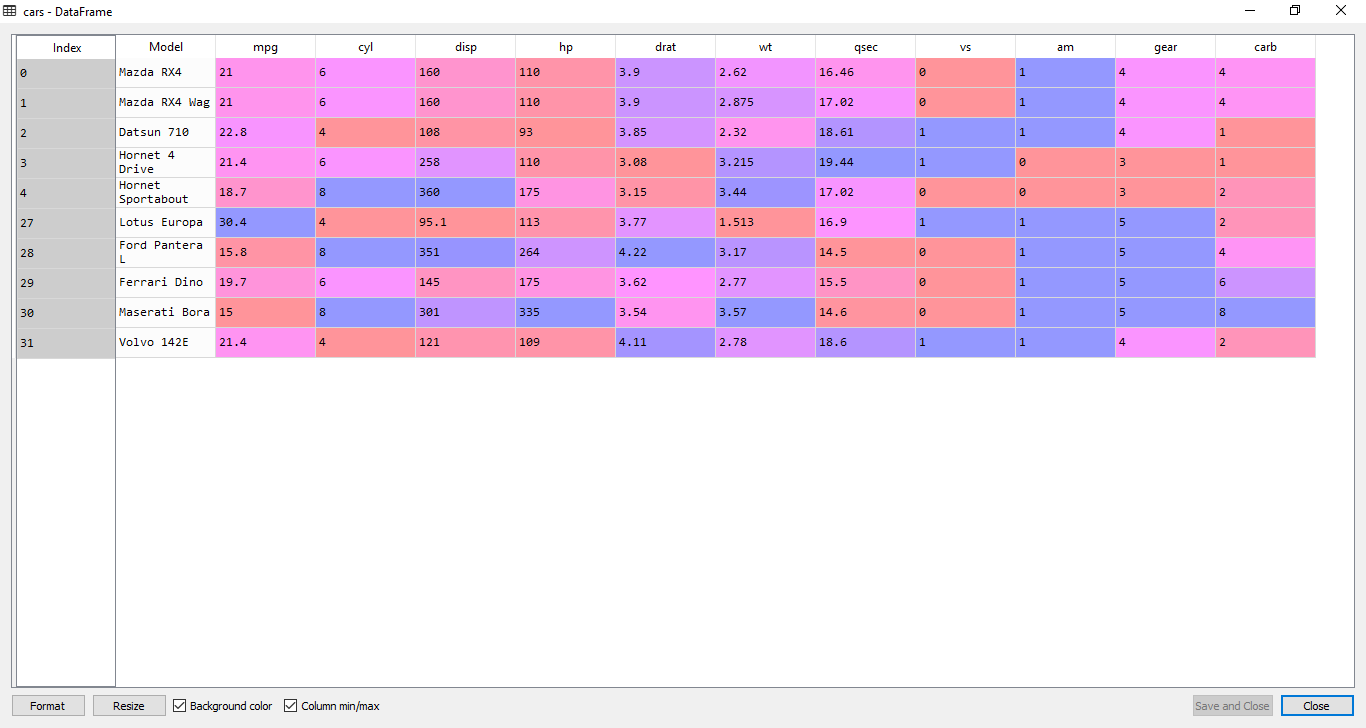 cars - DataFrame
Index Model mpg cyl disp hp drat wt qsec vs am gear carb
0 Mazda RX4 21 6 160 110 3.9 2.62 16.46 0 1 4 4
1 Mazda RX4 Wag 21 6 160 110 3.9 2.875 17.02 0 1 4 4
2 Datsun 710 22.8 4 108 93 3.85 2.32 18.61 1 1 4 1
3 Hornet 4 Drive 21.4 6 258 110 3.08 3.215 19.44 1 0 3 1
4 Hornet Sportabout 18.7 8 360 175 3.15 3.44 17.02 0 0 3 2
27 Lotus Europa 30.4 4 95.1 113 3.77 1.513 16.9 1 1 5 2
28 Ford Pantera L 15.8 8 351 264 4.22 3.17 14.5 0 1 5 4
29 Ferrari Dino 19.7 6 145 175 3.62 2.77 15.5 0 1 5 6
30 Maserati Bora 15 8 301 335 3.54 3.57 14.6 0 1 5 8
31 Volvo 142E 21.4 4 121 109 4.11 2.78 18.6 1 1 4 2
Format Resize Background color Column min/max Save and Close Close